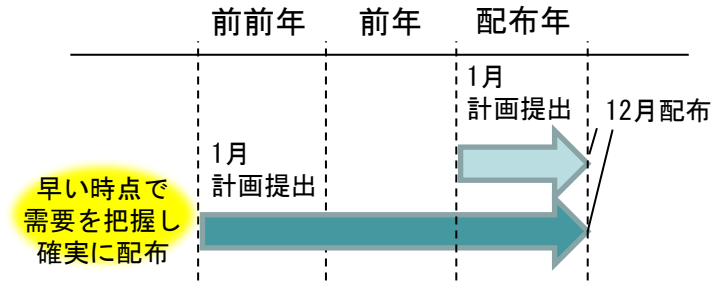 前前年 前年 配布年
1月
計画提出
12月配布
1月
計画提出
早い時点で
需要を把握し
確実に配布